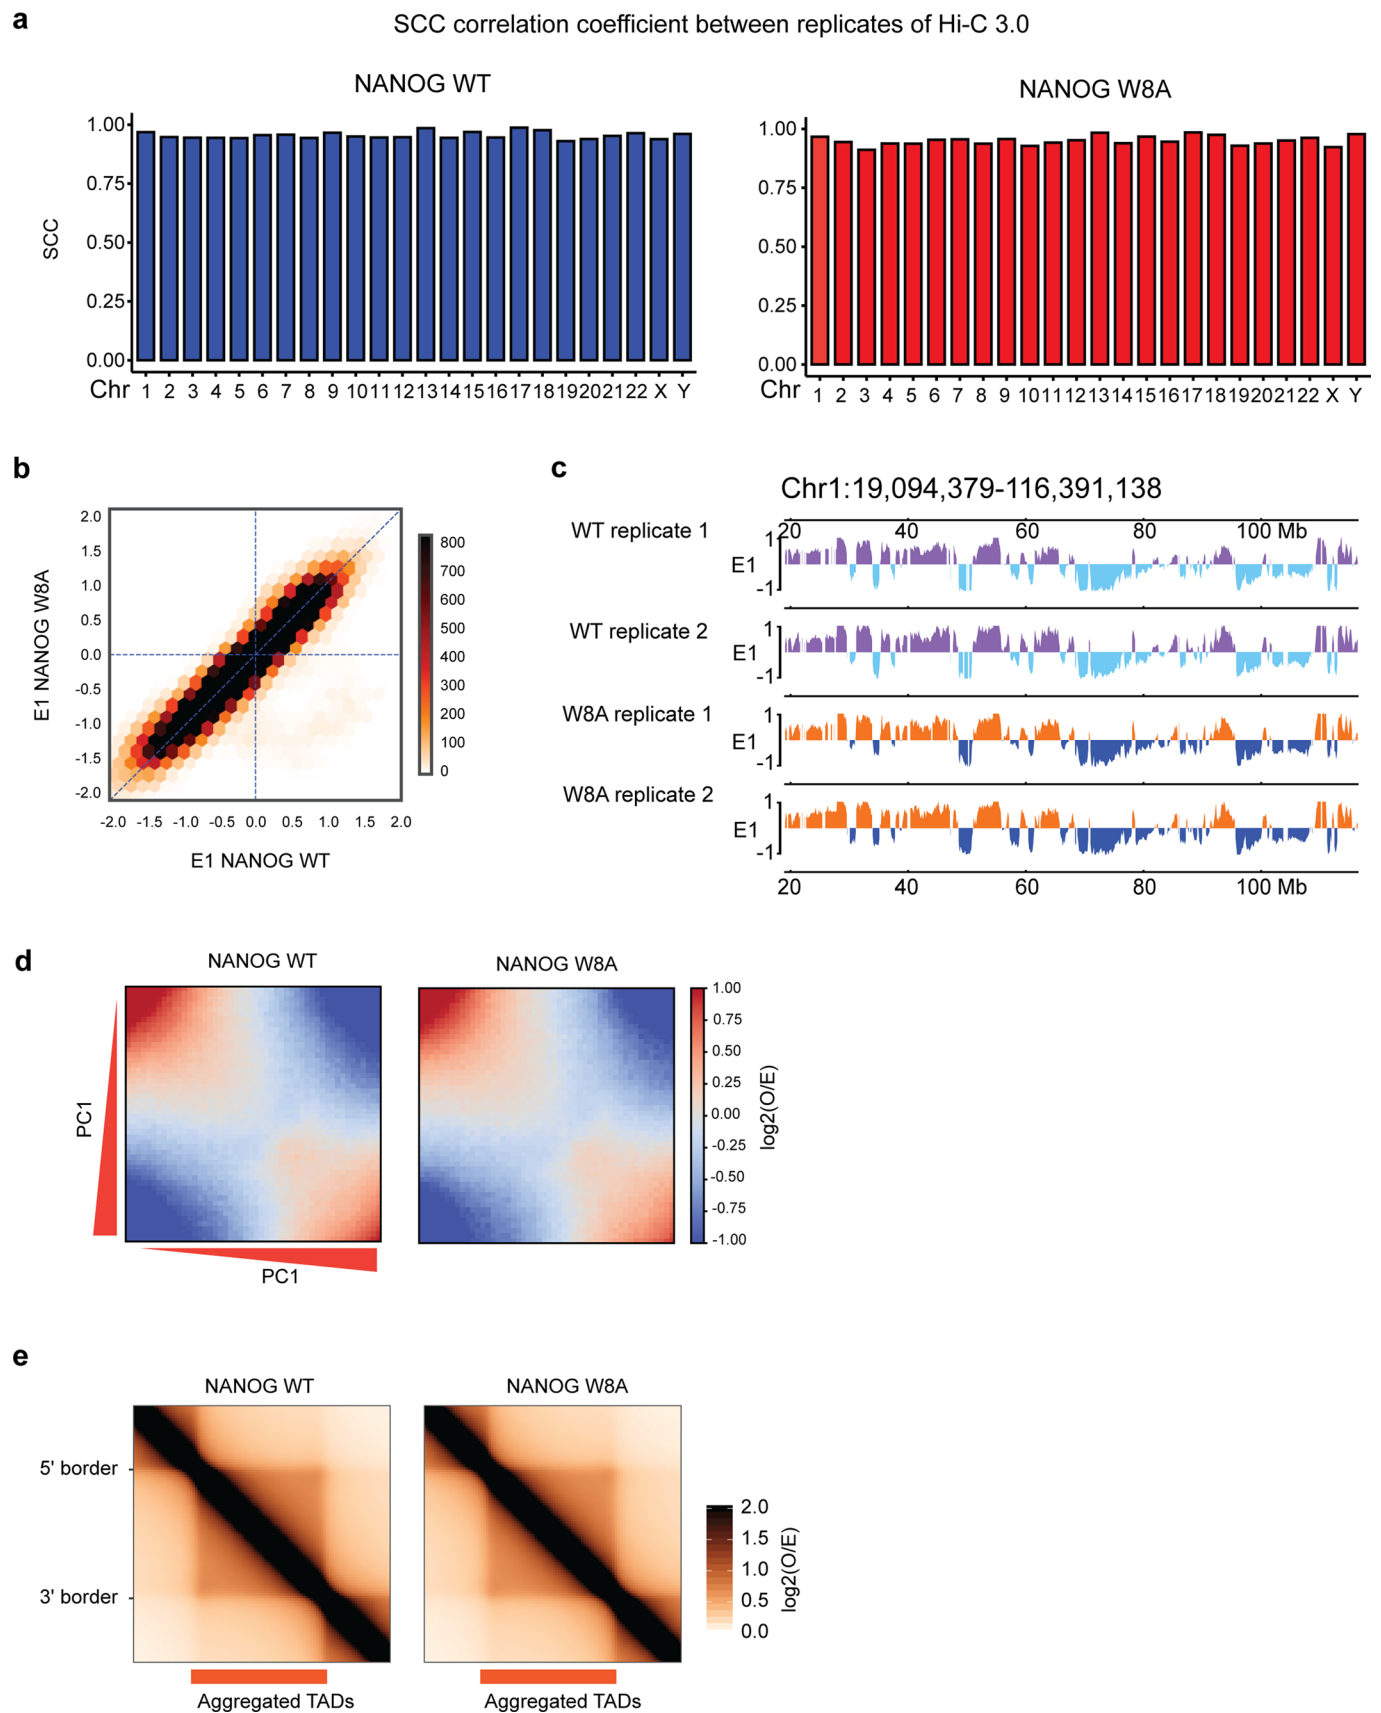 a
SCC correlation coefficient between replicates of Hi-C 3.0
NANOG WT
1.00
0.75
0.50
0.25
0.00
SCC
Chr 1 2 3 4 5 6 7 8 9 10 11 12 13 14 15 16 17 18 19 20 21 22 X Y
NANOG W8A
1.00
0.75
0.50
0.25
0.00
Chr 1 2 3 4 5 6 7 8 9 10 11 12 13 14 15 16 17 18 19 20 21 22 X Y
b
2.0
1.5
1.0
0.5
0.0
-0.5
-1.0
-1.5
-2.0
E1 NANOG W8A
-2.0 -1.5 -1.0 -0.5 0.0 0.5 1.0 1.5 2.0
E1 NANOG WT
800
700
600
500
400
300
200
100
0
c
Chr1:19,094,379-116,391,138
20 40 60 80 100 Mb
WT replicate 1
1
E1
-1
WT replicate 2
1
E1
-1
W8A replicate 1
1
E1
-1
W8A replicate 2
1
E1
-1
20 40 60 80 100 Mb
d
NANOG WT
NANOG W8A
PC1
PC1
1.00
0.75
0.50
0.25
0.00
-0.25
-0.50
-0.75
-1.00
log2(O/E)
e
NANOG WT
NANOG W8A
5' border
3' border
Aggregated TADs
Aggregated TADs
2.0
1.5
1.0
0.5
0.0
log2(O/E)